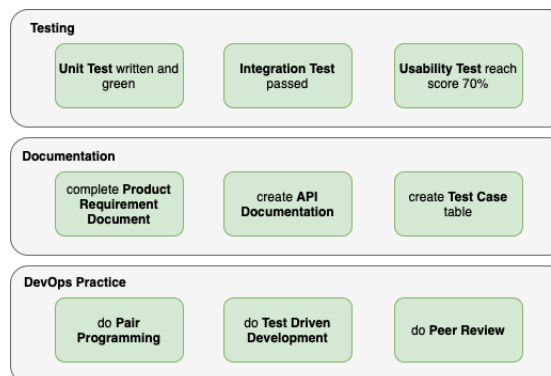 Testing
Unit Test written and
green
Integration Test
passed
Usability Test reach
score 70%
Documentation
complete Product
Requirement
Document
create API
Documentation
create Test Case
table
DevOps Practice
do Pair
Programming
do Test Driven
Development
do Peer Review